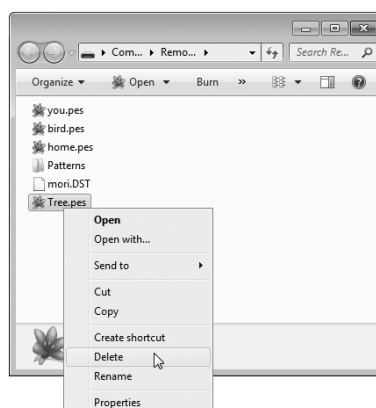 Com... Remo... Search Re...
Organize Open Burn »
you.pes
bird.pes
home.pes
Patterns
mori.DST
Tree.pes
Open
Open with...
Send to
Cut
Copy
Create shortcut
Delete
Rename
Properties